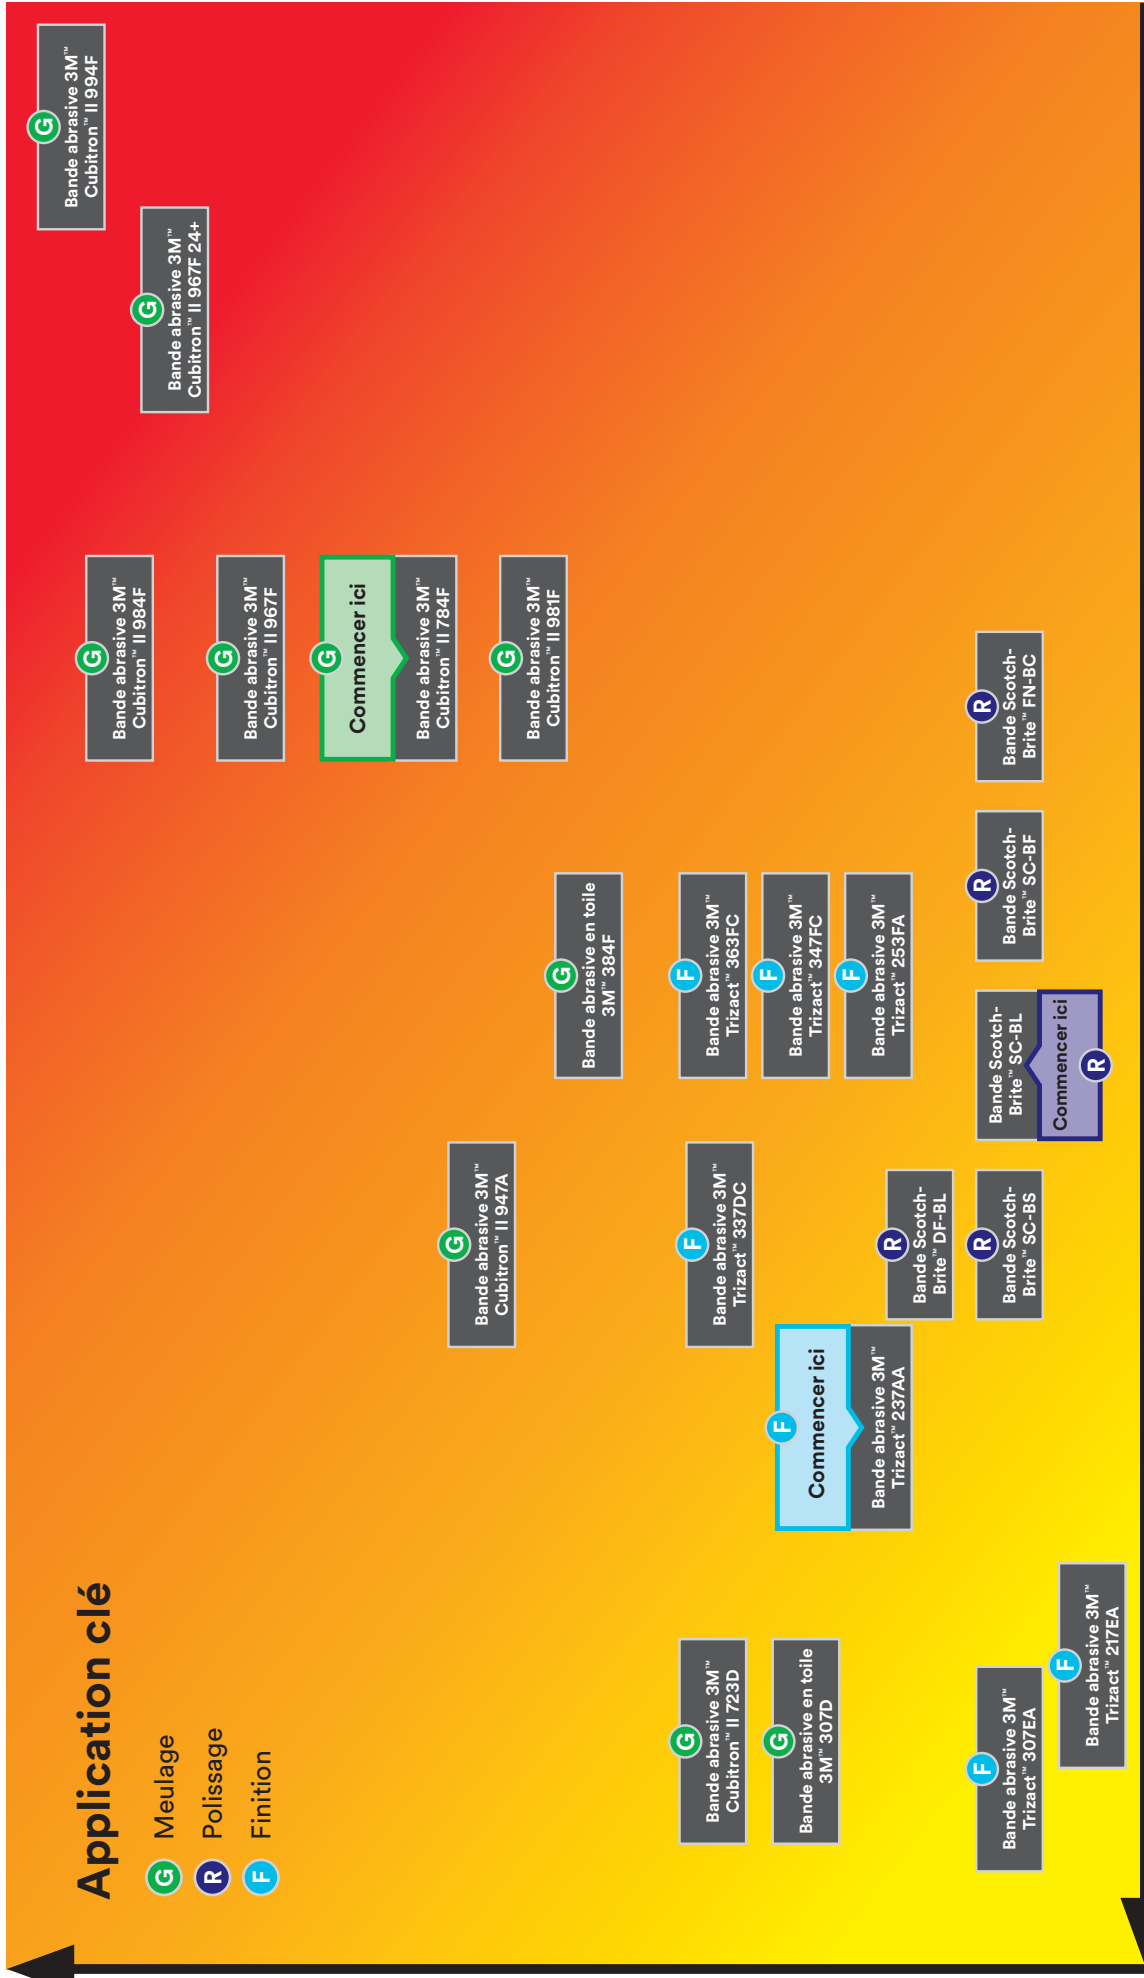 Application clé
G Meulage
R Polissage
F Finition
G
Bande abrasive 3M™
Cubitron™ II 994F
G
Bande abrasive 3M™
Cubitron™ II 984F
G
Bande abrasive 3M™
Cubitron™ II 967F 24+
G
Bande abrasive 3M™
Cubitron™ II 967F
G
Commencer ici
Bande abrasive 3M™
Cubitron™ II 784F
G
Bande abrasive 3M™
Cubitron™ II 947A
G
Bande abrasive 3M™
Cubitron™ II 981F
G
Bande abrasive en toile
3M™ 384F
G
Bande abrasive 3M™
Cubitron™ II 723D
F
Bande abrasive 3M™
Trizact™ 337DC
F
Bande abrasive 3M™
Trizact™ 363FC
G
Bande abrasive en toile
3M™ 307D
F
Commencer ici
Bande abrasive 3M™
Trizact™ 237AA
F
Bande abrasive 3M™
Trizact™ 347FC
F
Bande abrasive 3M™
Trizact™ 253FA
R
Bande Scotch-
Brite™ DF-BL
F
Bande abrasive 3M™
Trizact™ 307EA
R
Bande Scotch-
Brite™ SC-BS
Bande Scotch-
Brite™ SC-BL
Commencer ici
R
R
Bande Scotch-
Brite™ SC-BF
R
Bande Scotch-
Brite™ FN-BC
F
Bande abrasive 3M™
Trizact™ 217EA